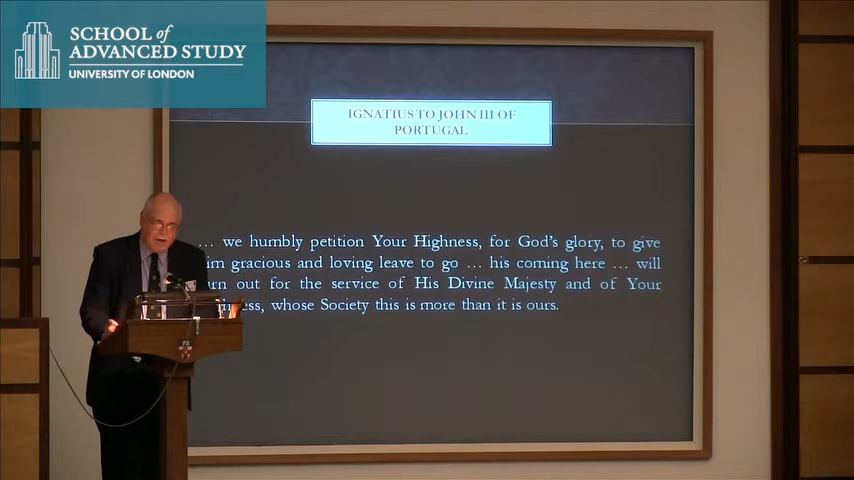 SCHOOL of
ADVANCED STUDY
UNIVERSITY OF LONDON
IGNATIUS TO JOHN III OF
PORTUGAL
… we humbly petition Your Highness, for God's glory, to give
gracious and loving leave to go … his coming here … will
out for the service of His Divine Majesty and of Your
whose Society this is more than it is ours.